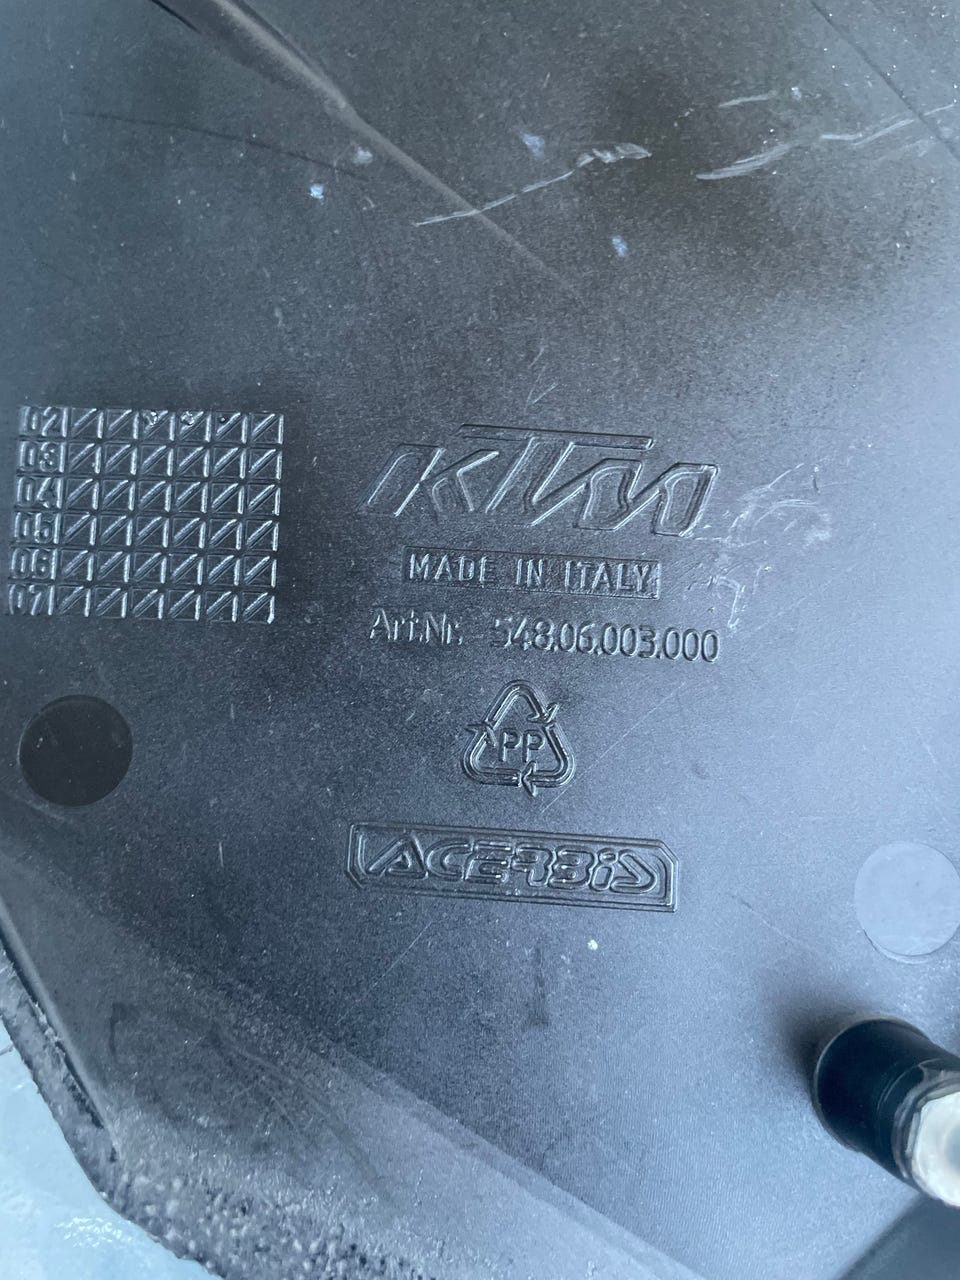 02
03
04
05
06
07
KTM
MADE IN ITALY
Art.Nr. 548.06.003.000
PP
ACERBIS